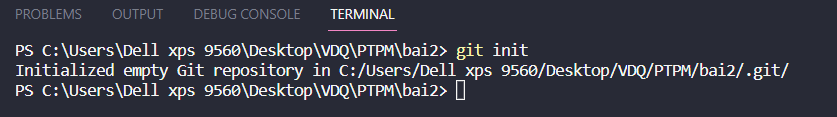 PROBLEMS OUTPUT DEBUG CONSOLE TERMINAL
PS C:\Users\Dell xps 9560\Desktop\VDQ\PTPM\bai2> git init
Initialized empty Git repository in C:/Users/Dell xps 9560/Desktop/VDQ/PTPM/bai2/.git/
PS C:\Users\Dell xps 9560\Desktop\VDQ\PTPM\bai2>